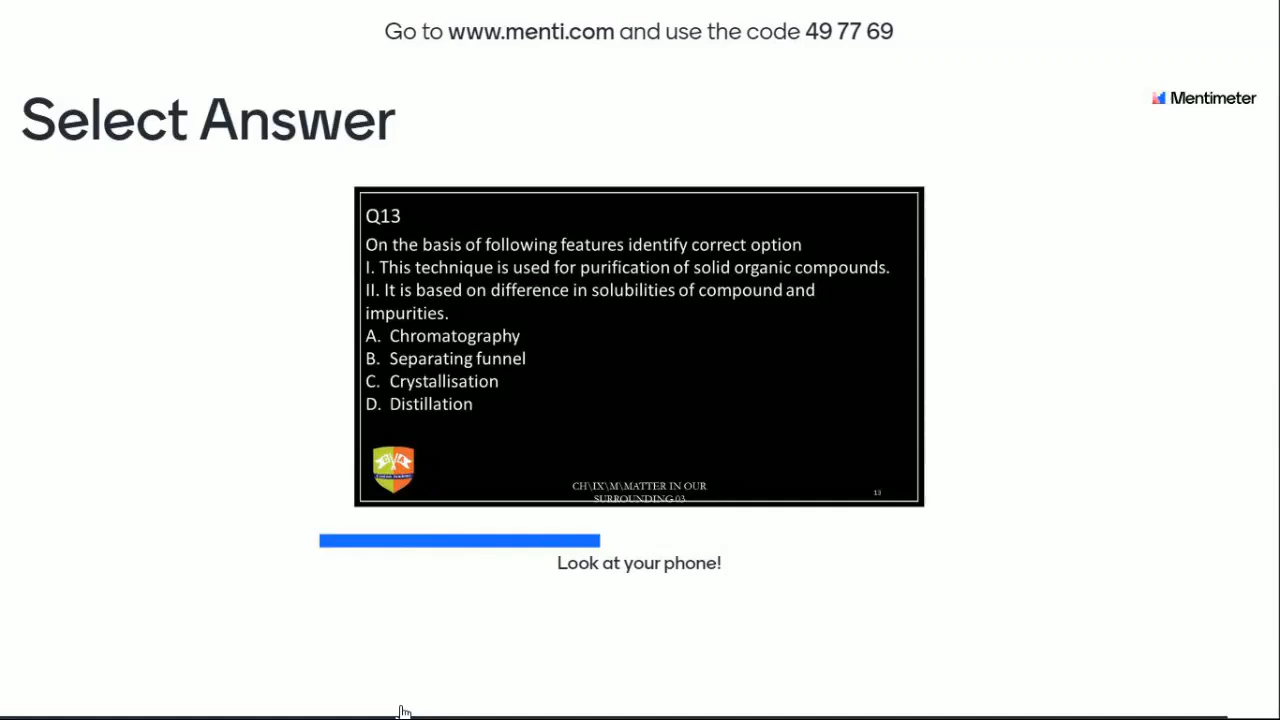 Go to www.menti.com and use the code 49 77 69
Select Answer
Mentimeter
Q13
On the basis of following features identify correct option
I. This technique is used for purification of solid organic compounds.
II. It is based on difference in solubilities of compound and
impurities.
A. Chromatography
B. Separating funnel
C. Crystallisation
D. Distillation
CH\IX\M\MATTER IN OUR
SURROUNDING 03
13
Look at your phone!